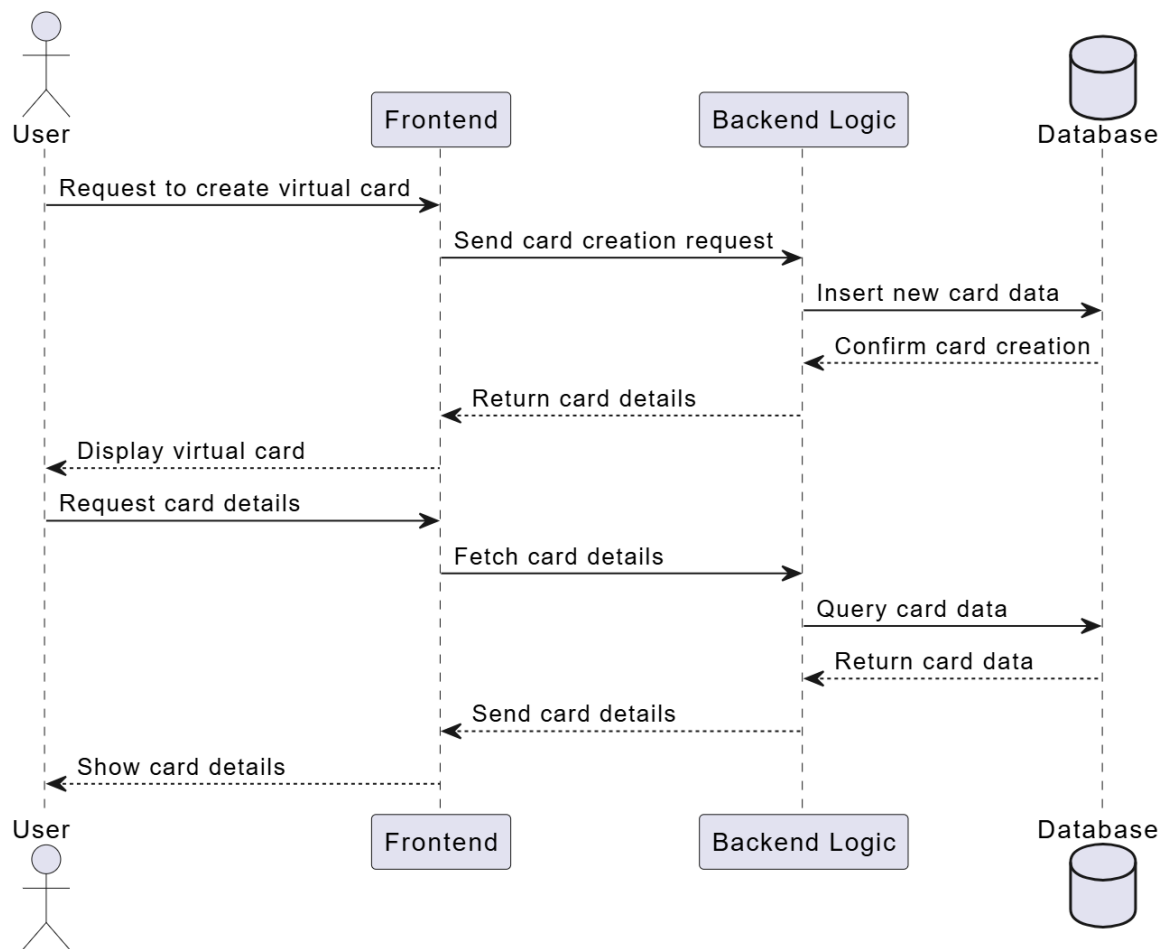 User
Frontend
Backend Logic
Database
Request to create virtual card
Send card creation request
Insert new card data
Confirm card creation
Return card details
Display virtual card
Request card details
Fetch card details
Query card data
Return card data
Send card details
Show card details
User
Frontend
Backend Logic
Database